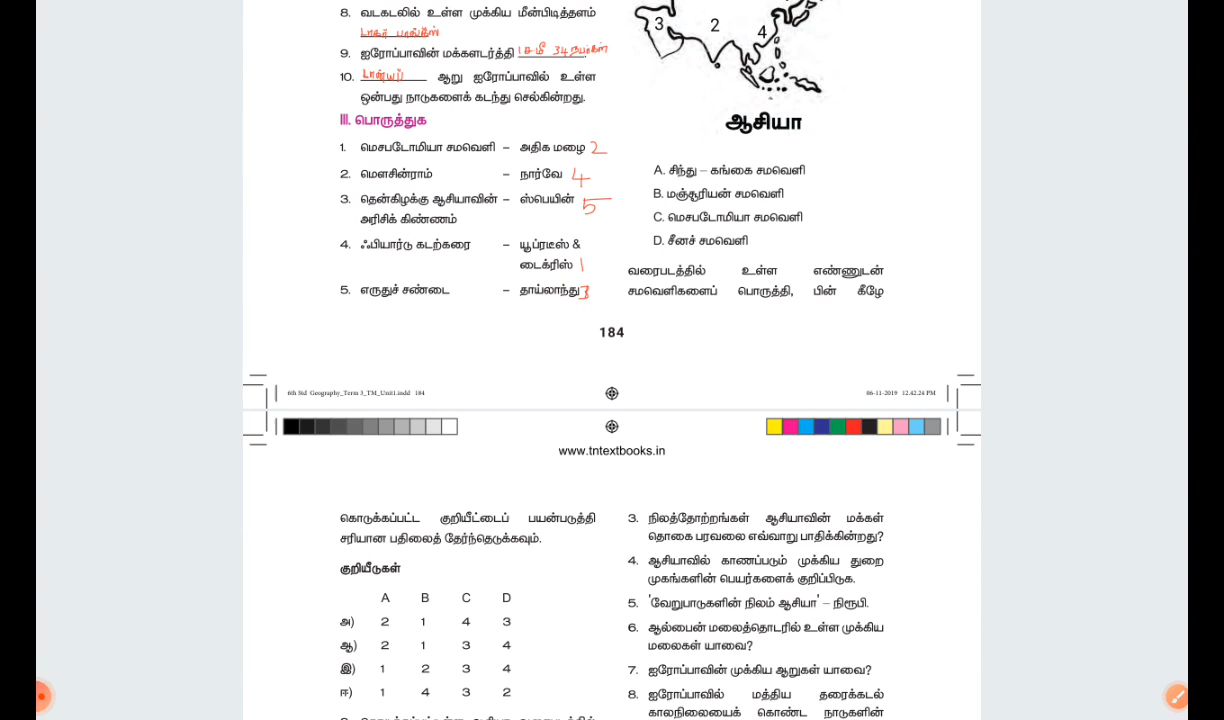 8. வடகடலில் உள்ள முக்கிய மீன்பிடித்தளம்
டாகர் பாங்க்ஸ்
9. ஐரோப்பாவின் மக்களடர்த்தி 1 ச.மீ 34 நபர்கள்.
10. டான்யூப் ஆறு ஐரோப்பாவில் உள்ள
ஒன்பது நாடுகளைக் கடந்து செல்கின்றது.
III. பொருத்துக
1. மெசபடோமியா சமவெளி – அதிக மழை 2
2. மௌசின்ராம் – நார்வே 4
3. தென்கிழக்கு ஆசியாவின் – ஸ்பெயின் 5
அரிசிக் கிண்ணம்
4. ஃபியார்டு கடற்கரை – யூப்ரடீஸ் &
டைக்ரிஸ் 1
5. எருதுச் சண்டை – தாய்லாந்து 3
3 2 4
ஆசியா
A. சிந்து – கங்கை சமவெளி
B. மஞ்சூரியன் சமவெளி
C. மெசபடோமியா சமவெளி
D. சீனச் சமவெளி
வரைபடத்தில் உள்ள எண்ணுடன்
சமவெளிகளைப் பொருத்தி, பின் கீழே
184
6th Std Geography_Term 3_TM_Unit1.indd 184
06-11-2019 12.42.24 PM
www.tntextbooks.in
கொடுக்கப்பட்ட குறியீட்டைப் பயன்படுத்தி
சரியான பதிலைத் தேர்ந்தெடுக்கவும்.
குறியீடுகள்
A B C D
அ) 2 1 4 3
ஆ) 2 1 3 4
இ) 1 2 3 4
ஈ) 1 4 3 2
3. நிலத்தோற்றங்கள் ஆசியாவின் மக்கள்
தொகை பரவலை எவ்வாறு பாதிக்கின்றது?
4. ஆசியாவில் காணப்படும் முக்கிய துறை
முகங்களின் பெயர்களைக் குறிப்பிடுக.
5. 'வேறுபாடுகளின் நிலம் ஆசியா' – நிரூபி.
6. ஆல்பைன் மலைத்தொடரில் உள்ள முக்கிய
மலைகள் யாவை?
7. ஐரோப்பாவின் முக்கிய ஆறுகள் யாவை?
8. ஐரோப்பாவில் மத்திய தரைக்கடல்
காலநிலையைக் கொண்ட நாடுகளின்